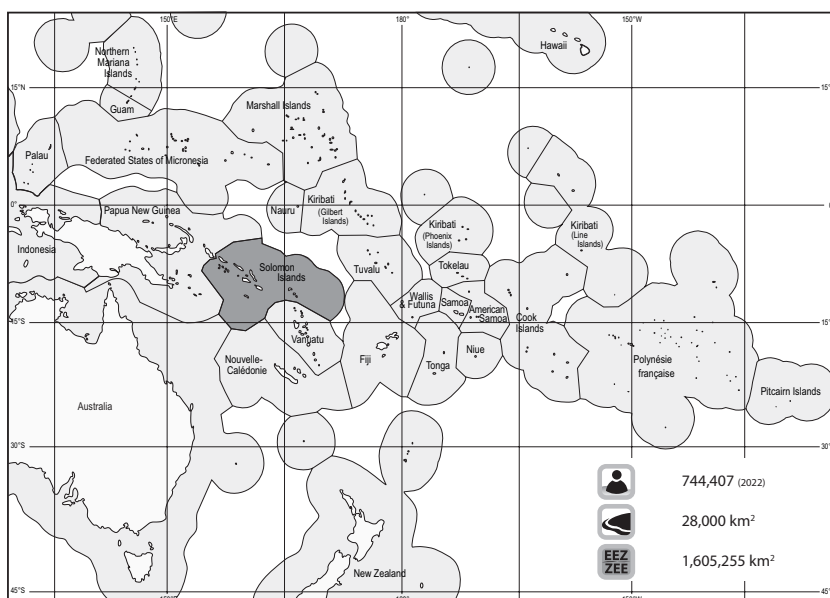 150°E 180° 150°W
Hawaii
Northern
Mariana
Islands
15°N 15°N
Guam
Marshall Islands
Palau
Federated States of Micronesia
0° 0°
Papua New Guinea
Nauru
Kiribati
(Gilbert
Islands)
Kiribati
(Phoenix
Islands)
Kiribati
(Line
Islands)
Indonesia
Solomon
Islands
Tuvalu
Tokelau
Wallis
& Futuna
Samoa
American
Samoa
Cook
Islands
15°S
Vanuatu
Nouvelle-
Calédonie
Fiji
Tonga
Niue
Polynésie
française
Pitcairn Islands
Australia
30°S 30°S
744,407 (2022)
28,000 km²
EEZ
ZEE
1,605,255 km²
New Zealand
45°S